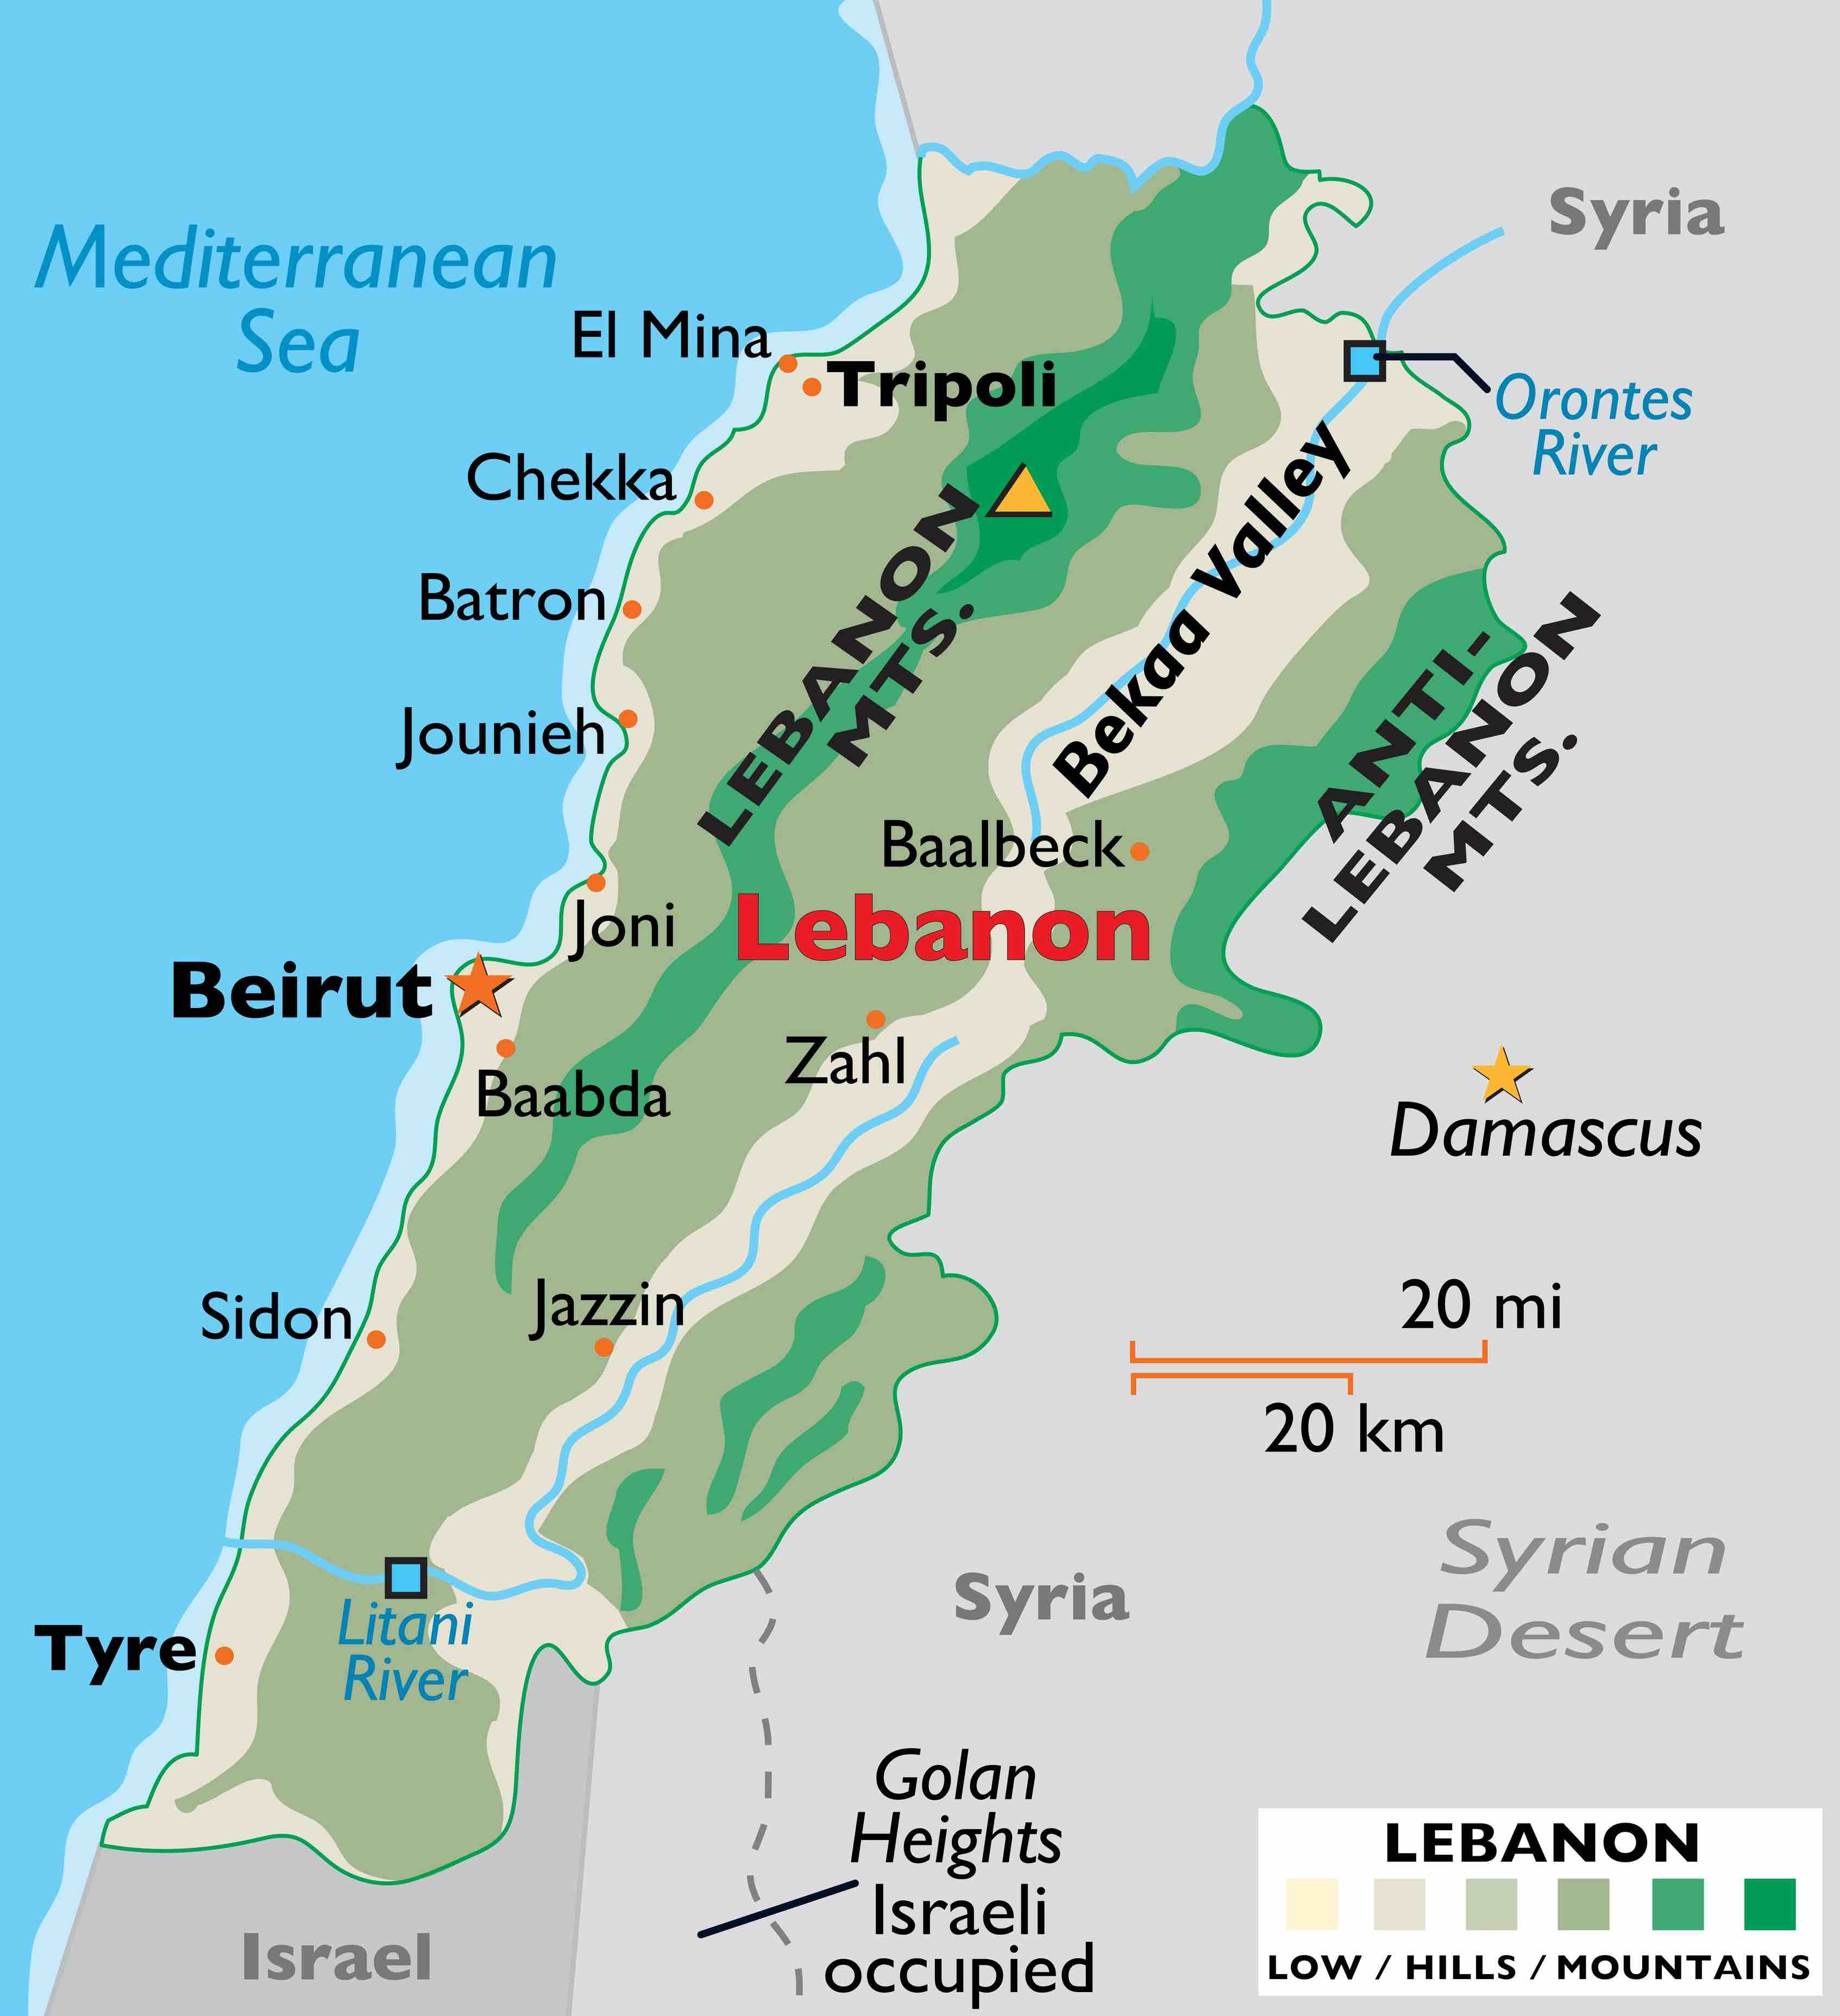 Syria
Mediterranean
Sea
El Mina
Tripoli
Orontes
River
Chekka
Bekaa Valley
LEBANON
MTS.
Batron
ANTI-
LEBANON
MTS.
Jounieh
Baalbeck
Joni
Lebanon
Beirut
Zahl
Baabda
Damascus
Sidon
Jazzin
20 mi
20 km
Syrian
Desert
Syria
Litani
River
Tyre
Golan
Heights
Israeli
occupied
Israel
LEBANON
LOW / HILLS / MOUNTAINS